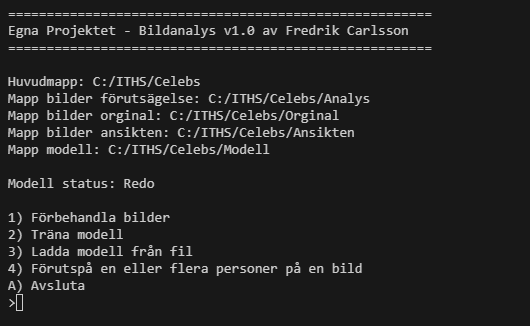 =======================================================
Egna Projektet - Bildanalys v1.0 av Fredrik Carlsson
=======================================================
Huvudmapp: C:/ITHS/Celebs
Mapp bilder förutsägelse: C:/ITHS/Celebs/Analys
Mapp bilder orginal: C:/ITHS/Celebs/Orginal
Mapp bilder ansikten: C:/ITHS/Celebs/Ansikten
Mapp modell: C:/ITHS/Celebs/Modell
Modell status: Redo
1) Förbehandla bilder
2) Träna modell
3) Ladda modell från fil
4) Förutspå en eller flera personer på en bild
A) Avsluta
>